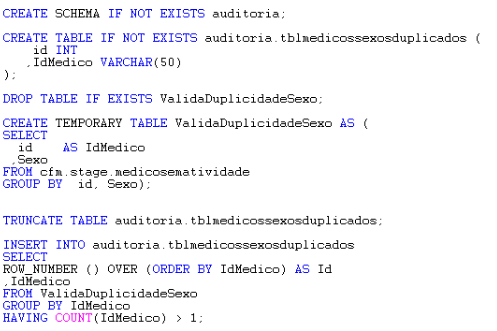 CREATE SCHEMA IF NOT EXISTS auditoria;
CREATE TABLE IF NOT EXISTS auditoria.tblmedicossexosduplicados (
id INT
,IdMedico VARCHAR(50)
);
DROP TABLE IF EXISTS ValidaDuplicidadeSexo;
CREATE TEMPORARY TABLE ValidaDuplicidadeSexo AS (
SELECT
id AS IdMedico
,Sexo
FROM cfm.stage.medicosematividade
GROUP BY id, Sexo);
TRUNCATE TABLE auditoria.tblmedicossexosduplicados;
INSERT INTO auditoria.tblmedicossexosduplicados
SELECT
ROW_NUMBER () OVER (ORDER BY IdMedico) AS Id
,IdMedico
FROM ValidaDuplicidadeSexo
GROUP BY IdMedico
HAVING COUNT(IdMedico) > 1;